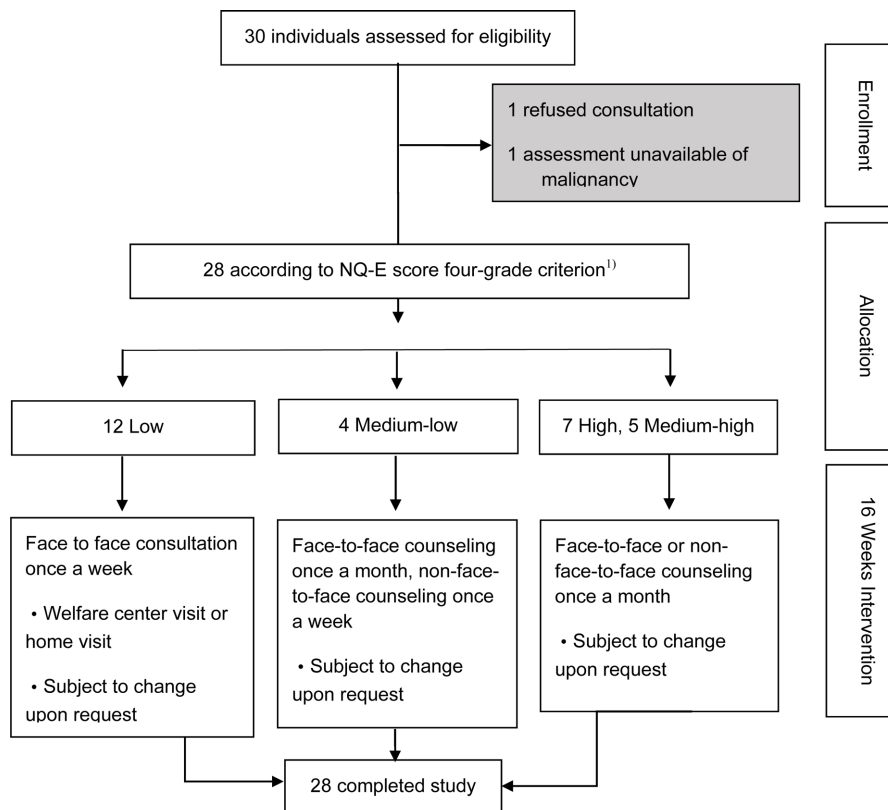 30 individuals assessed for eligibility
1 refused consultation
1 assessment unavailable of
malignancy
Enrollment
28 according to NQ-E score four-grade criterion1)
Allocation
12 Low
4 Medium-low
7 High, 5 Medium-high
Face to face consultation
once a week
• Welfare center visit or
home visit
• Subject to change
upon request
Face-to-face counseling
once a month, non-face-
to-face counseling once
a week
• Subject to change
upon request
Face-to-face or non-
face-to-face counseling
once a month
• Subject to change
upon request
16 Weeks Intervention
28 completed study